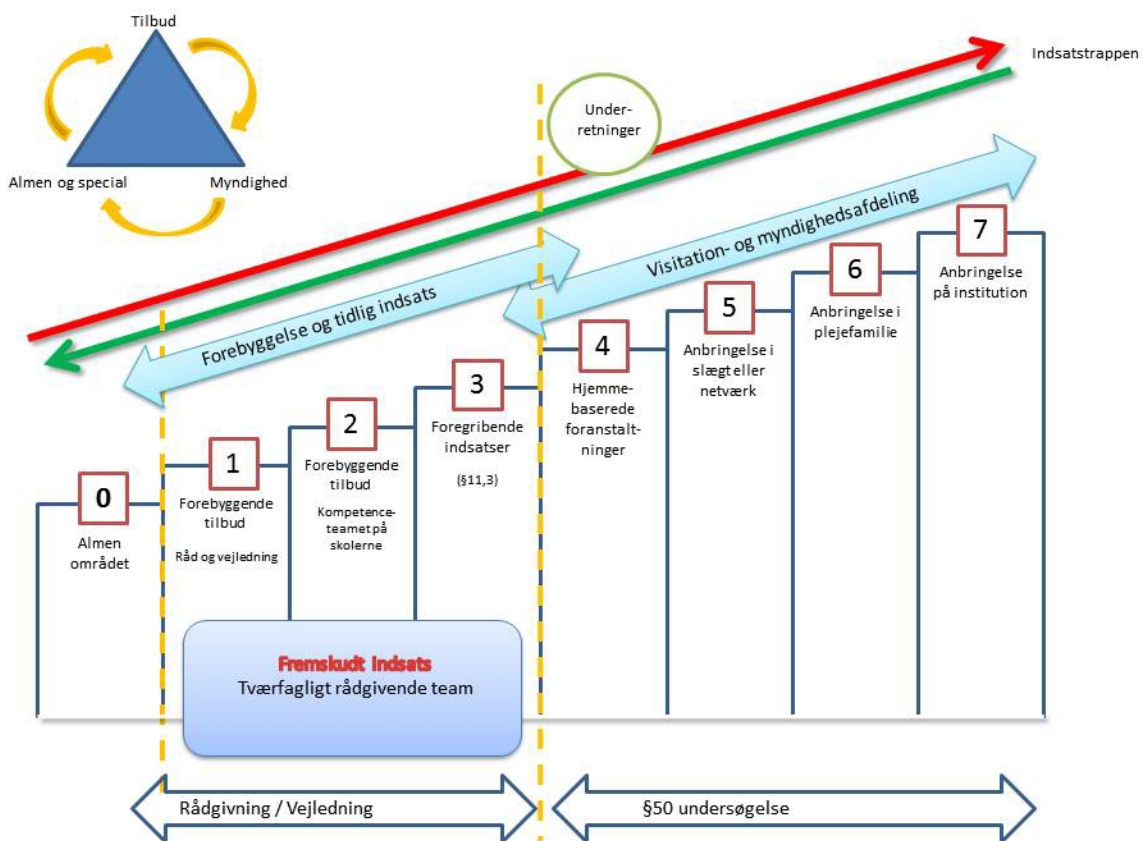 Tilbud
Almen og special
Myndighed
Indsatstrappen
Under-
retninger
Forebyggelse og tidlig indsats
Visitation- og myndighedsafdeling
0
Almen
området
1
Forebyggende
tilbud
Råd og vejledning
2
Forebyggende
tilbud
Kompetence-
teamet på
skolerne
3
Foregribende
indsatser
(§11,3)
4
Hjemme-
baserede
foranstalt-
ninger
5
Anbringelse i
slægt eller
netværk
6
Anbringelse i
plejefamilie
7
Anbringelse
på institution
Fremskudt indsats
Tværfagligt rådgivende team
Rådgivning / Vejledning
§50 undersøgelse